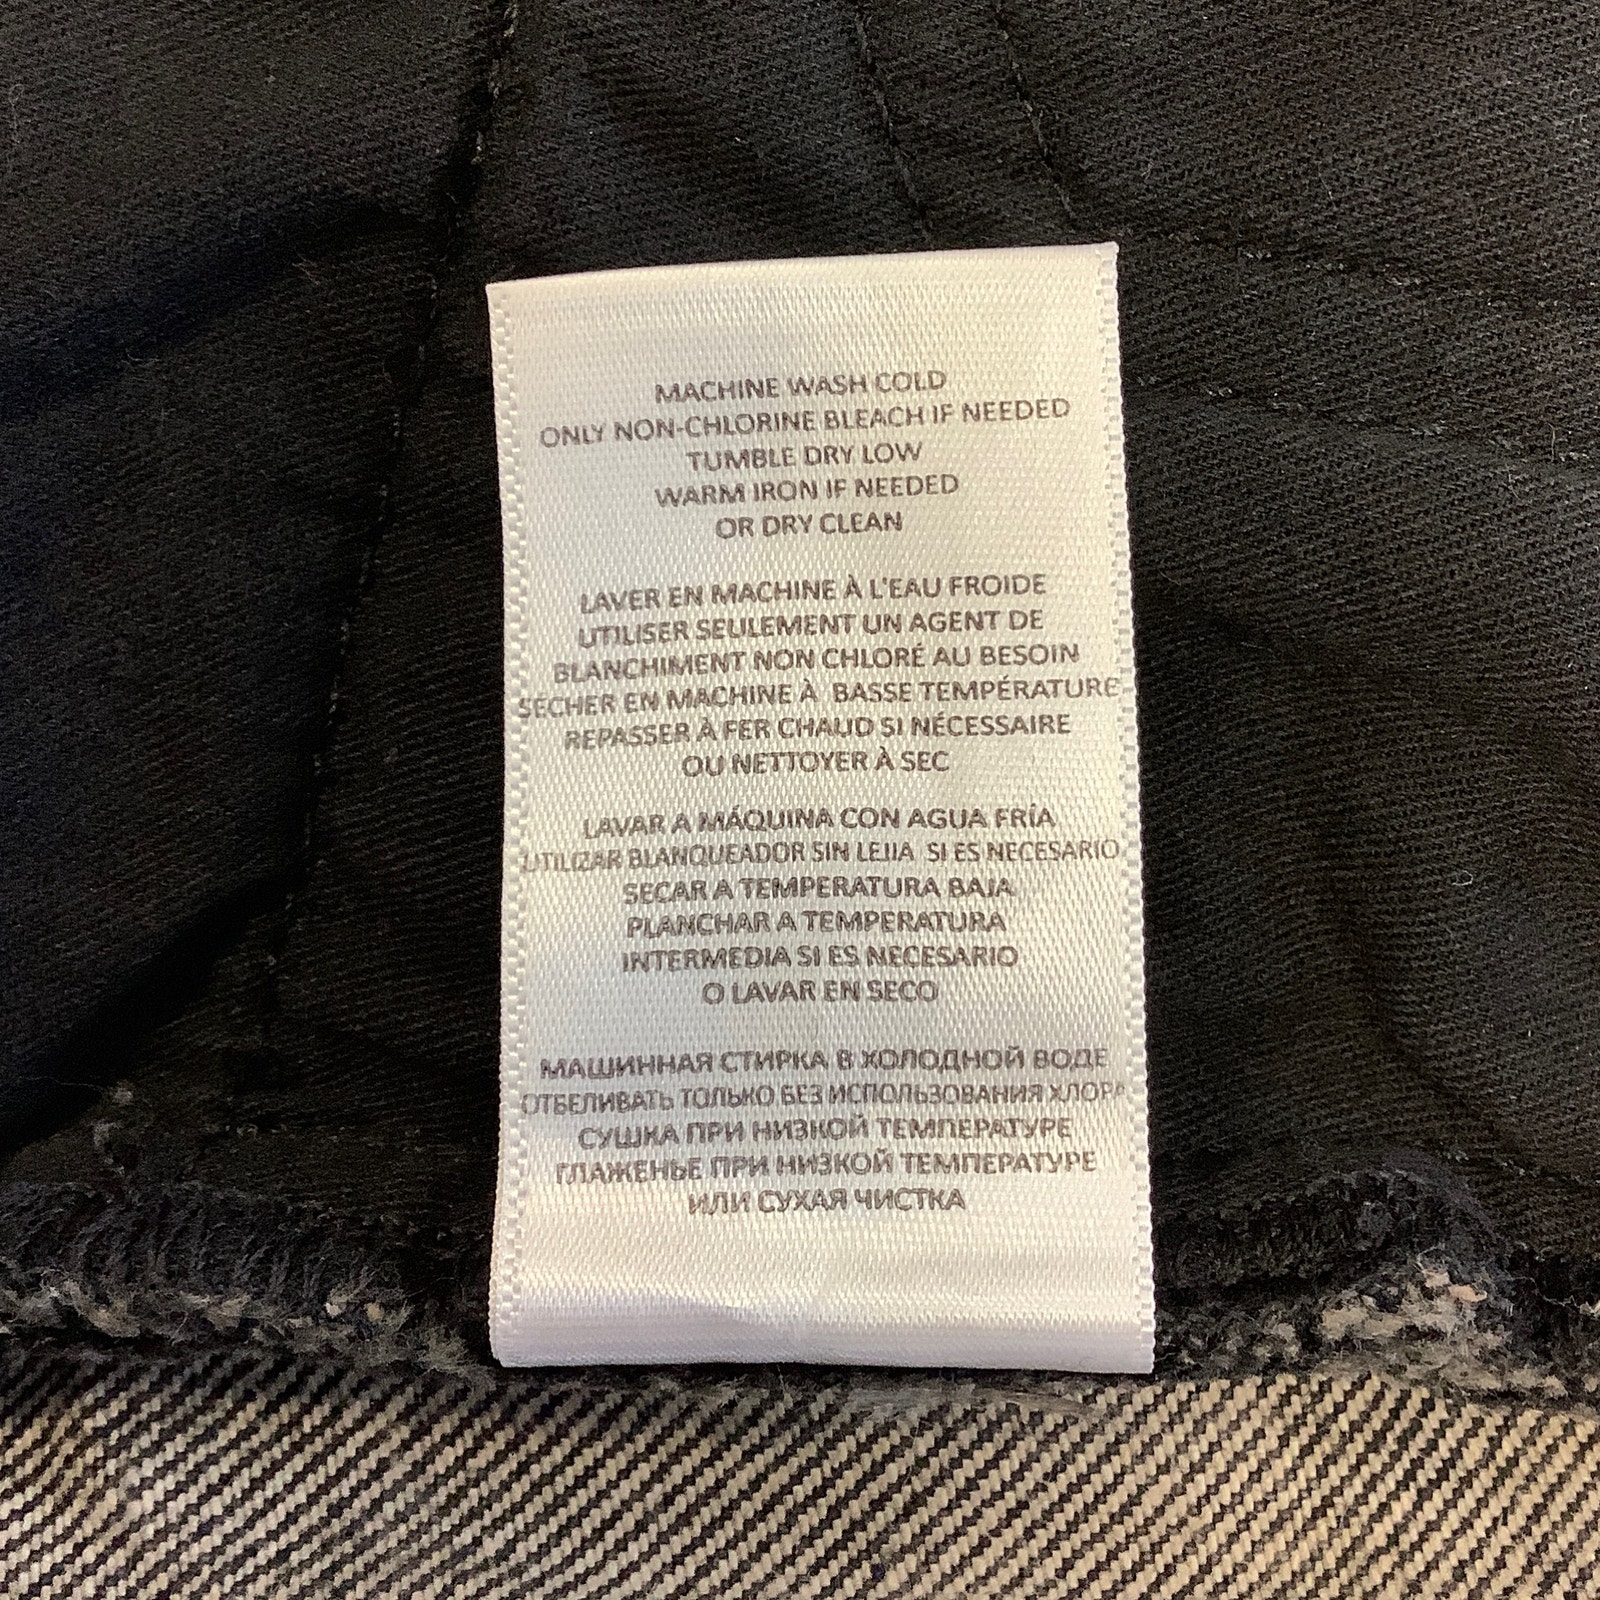 MACHINE WASH COLD
ONLY NON-CHLORINE BLEACH IF NEEDED
TUMBLE DRY LOW
WARM IRON IF NEEDED
OR DRY CLEAN
LAVER EN MACHINE À L'EAU FROIDE
UTILISER SEULEMENT UN AGENT DE
BLANCHIMENT NON CHLORÉ AU BESOIN
SÉCHER EN MACHINE À BASSE TEMPÉRATURE
REPASSER À FER CHAUD SI NÉCESSAIRE
OU NETTOYER À SEC
LAVAR A MÁQUINA CON AGUA FRÍA
UTILIZAR BLANQUEADOR SIN LEJIA SI ES NECESARIO
SECAR A TEMPERATURA BAJA
PLANCHAR A TEMPERATURA
INTERMEDIA SI ES NECESARIO
O LAVAR EN SECO
МАШИННАЯ СТИРКА В ХОЛОДНОЙ ВОДЕ
ОТБЕЛИВАТЬ ТОЛЬКО БЕЗ ИСПОЛЬЗОВАНИЯ ХЛОРА
СУШКА ПРИ НИЗКОЙ ТЕМПЕРАТУРЕ
ГЛАЖЕНЬЕ ПРИ НИЗКОЙ ТЕМПЕРАТУРЕ
ИЛИ СУХАЯ ЧИСТКА